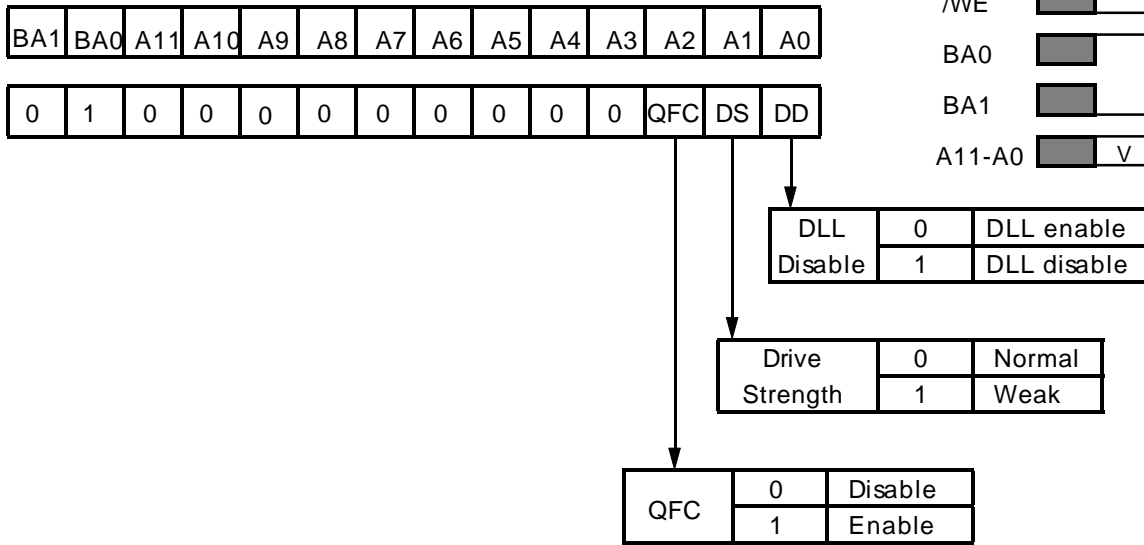 /WE
BA1 BA0 A11 A10 A9 A8 A7 A6 A5 A4 A3 A2 A1 A0
BA0
0 1 0 0 0 0 0 0 0 0 0 QFC DS DD
BA1
A11-A0 V
DLL Disable
0 DLL enable
1 DLL disable
Drive Strength
0 Normal
1 Weak
QFC
0 Disable
1 Enable